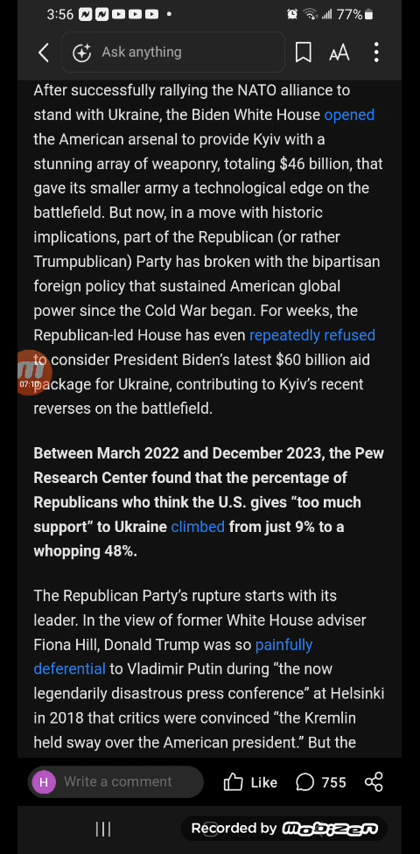 3:56
77%
Ask anything
AA
After successfully rallying the NATO alliance to
stand with Ukraine, the Biden White House opened
the American arsenal to provide Kyiv with a
stunning array of weaponry, totaling $46 billion, that
gave its smaller army a technological edge on the
battlefield. But now, in a move with historic
implications, part of the Republican (or rather
Trumpublican) Party has broken with the bipartisan
foreign policy that sustained American global
power since the Cold War began. For weeks, the
Republican-led House has even repeatedly refused
to consider President Biden’s latest $60 billion aid
07:10
package for Ukraine, contributing to Kyiv’s recent
reverses on the battlefield.
Between March 2022 and December 2023, the Pew
Research Center found that the percentage of
Republicans who think the U.S. gives “too much
support” to Ukraine climbed from just 9% to a
whopping 48%.
The Republican Party’s rupture starts with its
leader. In the view of former White House adviser
Fiona Hill, Donald Trump was so painfully
deferential to Vladimir Putin during “the now
legendarily disastrous press conference” at Helsinki
in 2018 that critics were convinced “the Kremlin
held sway over the American president.” But the
H
Write a comment
Like
755
Recorded by mobizen